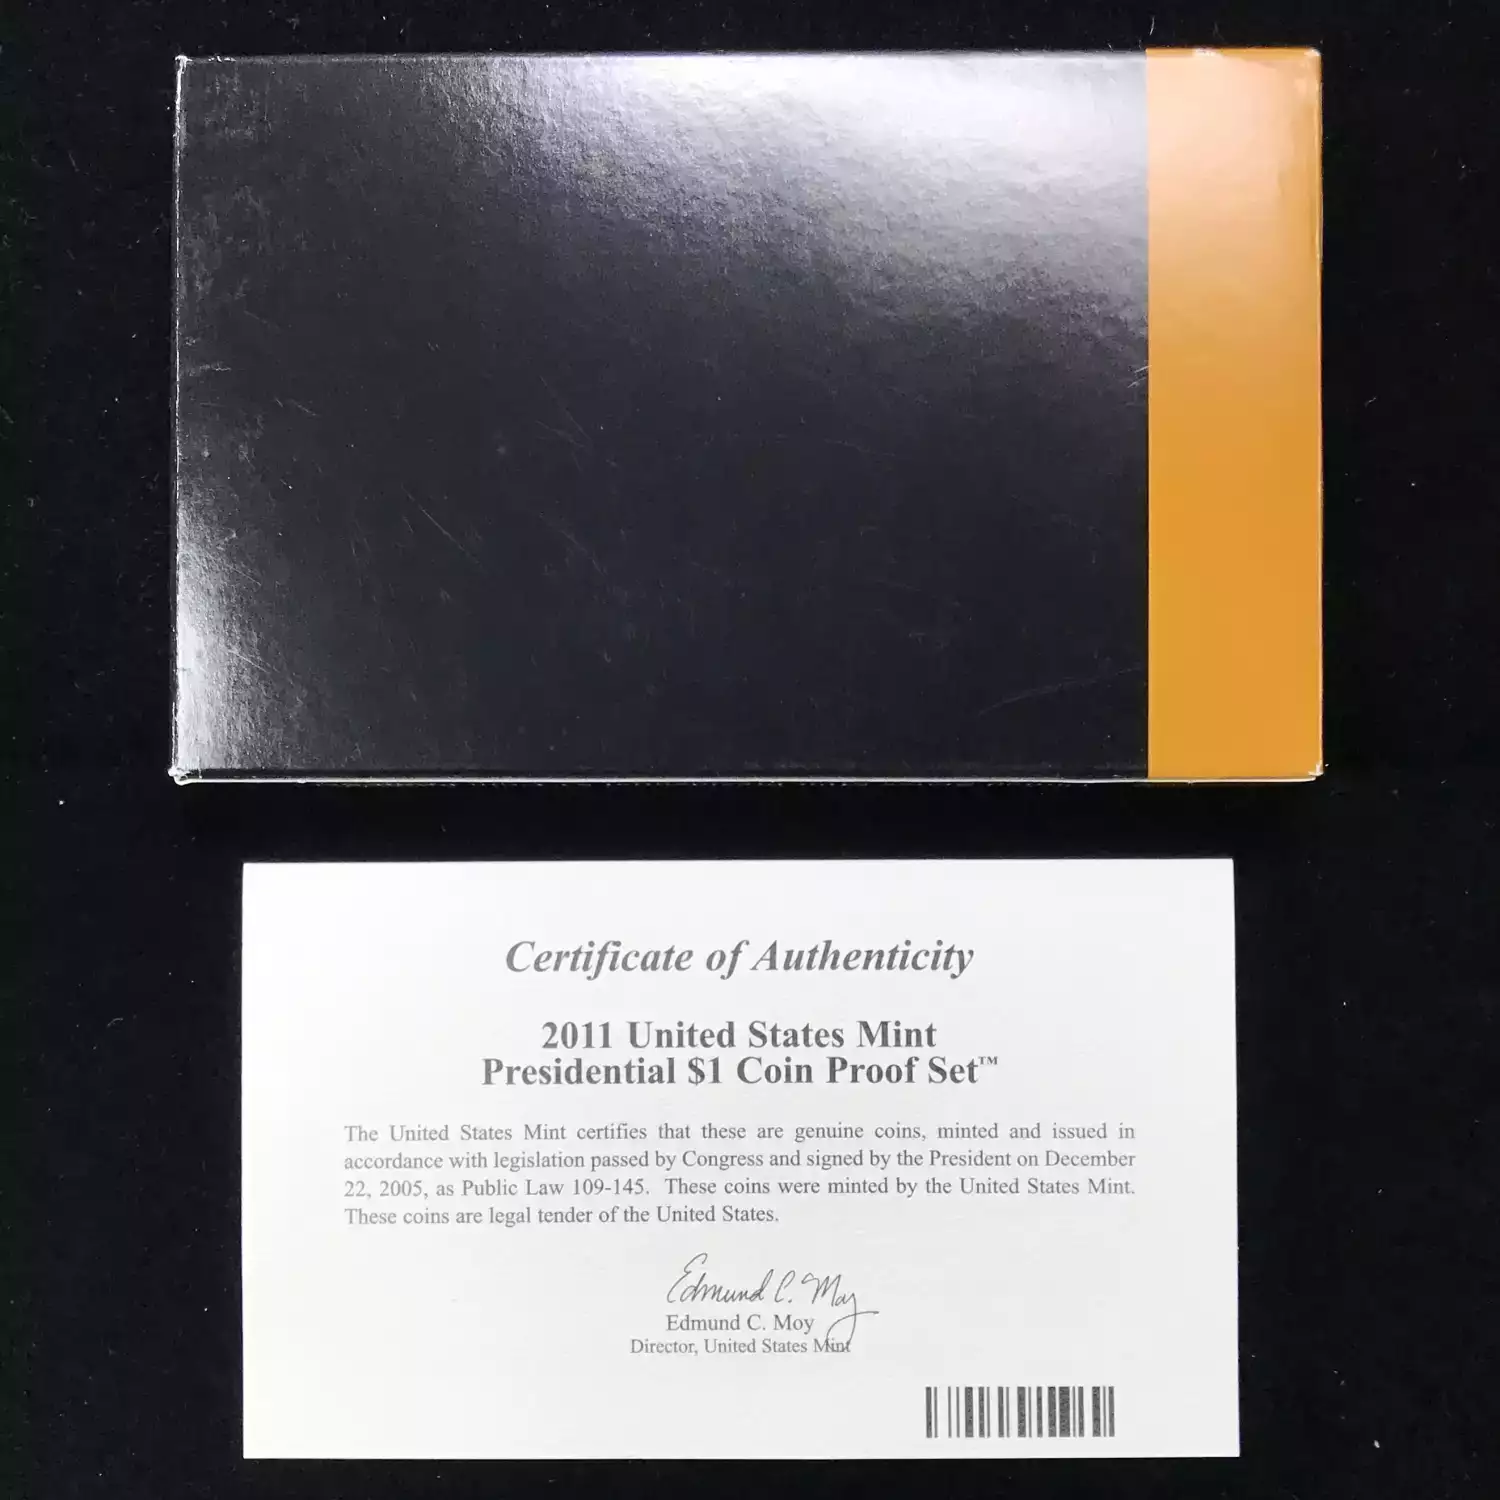 Certificate of Authenticity
2011 United States Mint
Presidential $1 Coin Proof Set™
The United States Mint certifies that these are genuine coins, minted and issued in
accordance with legislation passed by Congress and signed by the President on December
22, 2005, as Public Law 109-145. These coins were minted by the United States Mint.
These coins are legal tender of the United States.
Edmund C. Moy
Edmund C. Moy
Director, United States Mint